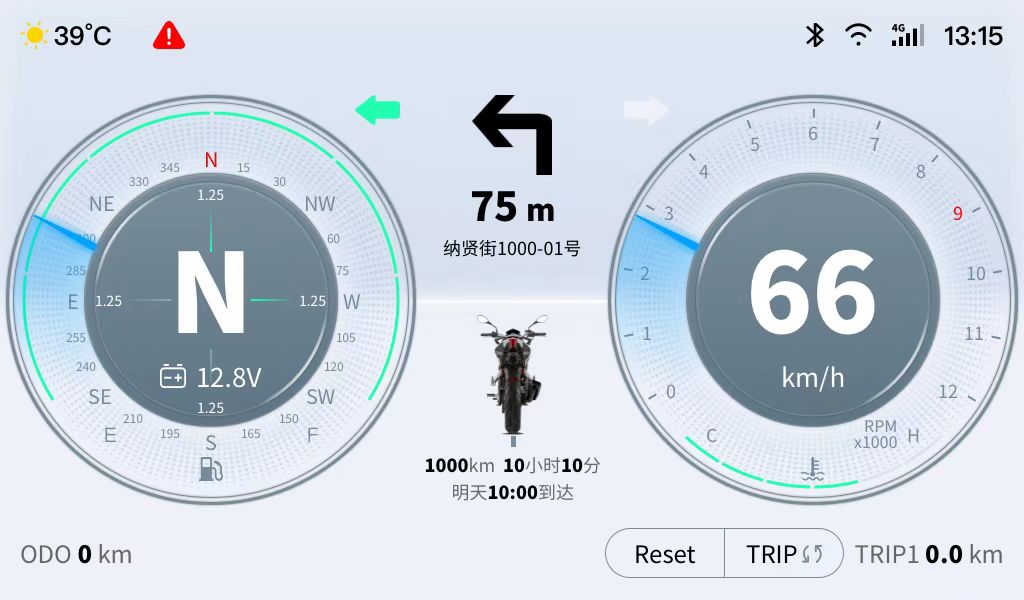 39°C
4G
13:15
75 m
纳贤街1000-01号
N
345
15
330
30
NE
NW
1.25
60
285
75
E
1.25
N
1.25
W
255
105
240
120
12.8V
SE
SW
1.25
210
150
E
195
S
165
F
0
1
2
3
4
5
6
7
8
9
10
11
12
66
km/h
RPM
x1000
C
H
1000km 10小时10分
明天10:00到达
ODO 0 km
Reset
TRIP
TRIP1 0.0 km